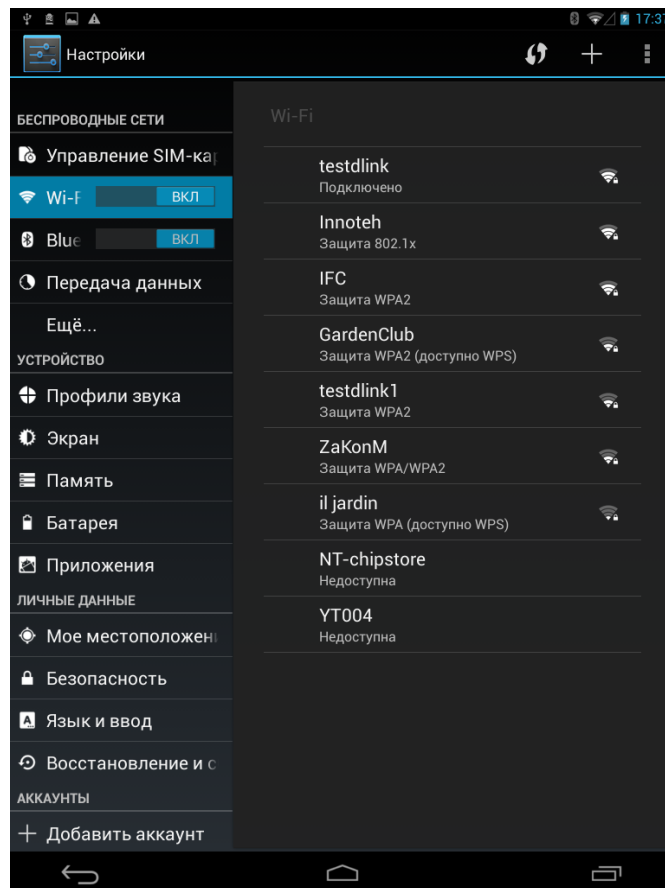 17:37
Настройки
БЕСПРОВОДНЫЕ СЕТИ
Управление SIM-кар
Wi-F
ВКЛ
Blue
ВКЛ
Передача данных
Ещё...
УСТРОЙСТВО
Профили звука
Экран
Память
Батарея
Приложения
ЛИЧНЫЕ ДАННЫЕ
Мое местоположен
Безопасность
Язык и ввод
Восстановление и с
АККАУНТЫ
Добавить аккаунт
Wi-Fi
testdlink
Подключено
Innoteh
Защита 802.1x
IFC
Защита WPA2
GardenClub
Защита WPA2 (доступно WPS)
testdlink1
Защита WPA2
ZaKonM
Защита WPA/WPA2
il jardin
Защита WPA (доступно WPS)
NT-chipstore
Недоступна
YT004
Недоступна